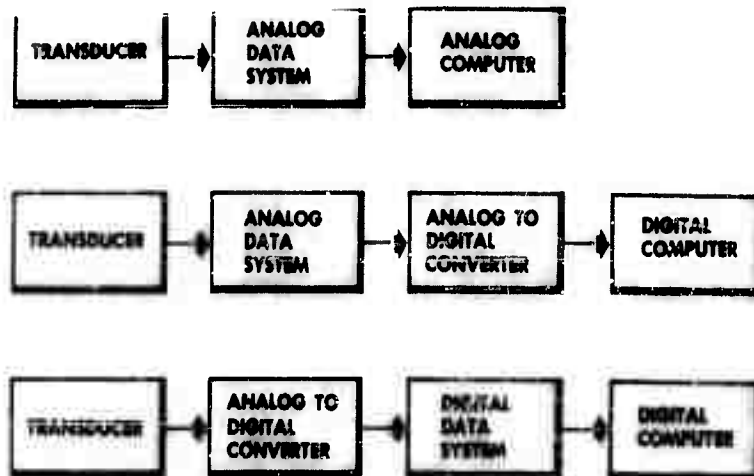 TRANSDUCER
ANALOG
DATA
SYSTEM
ANALOG
COMPUTER
TRANSDUCER
ANALOG
DATA
SYSTEM
ANALOG TO
DIGITAL
CONVERTER
DIGITAL
COMPUTER
TRANSDUCER
ANALOG TO
DIGITAL
CONVERTER
DIGITAL
DATA
SYSTEM
DIGITAL
COMPUTER